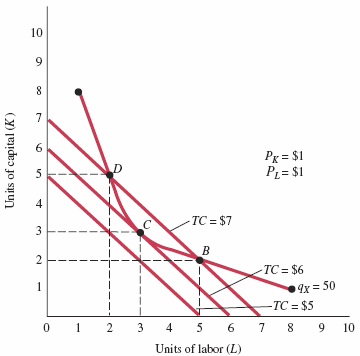 Units of capital (K)
10
9
8
7
6
5
4
3
2
1
D
C
B
P_K = $1
P_L = $1
TC = $7
TC = $6
q_X = 50
TC = $5
0 1 2 3 4 5 6 7 8 9 10
Units of labor (L)